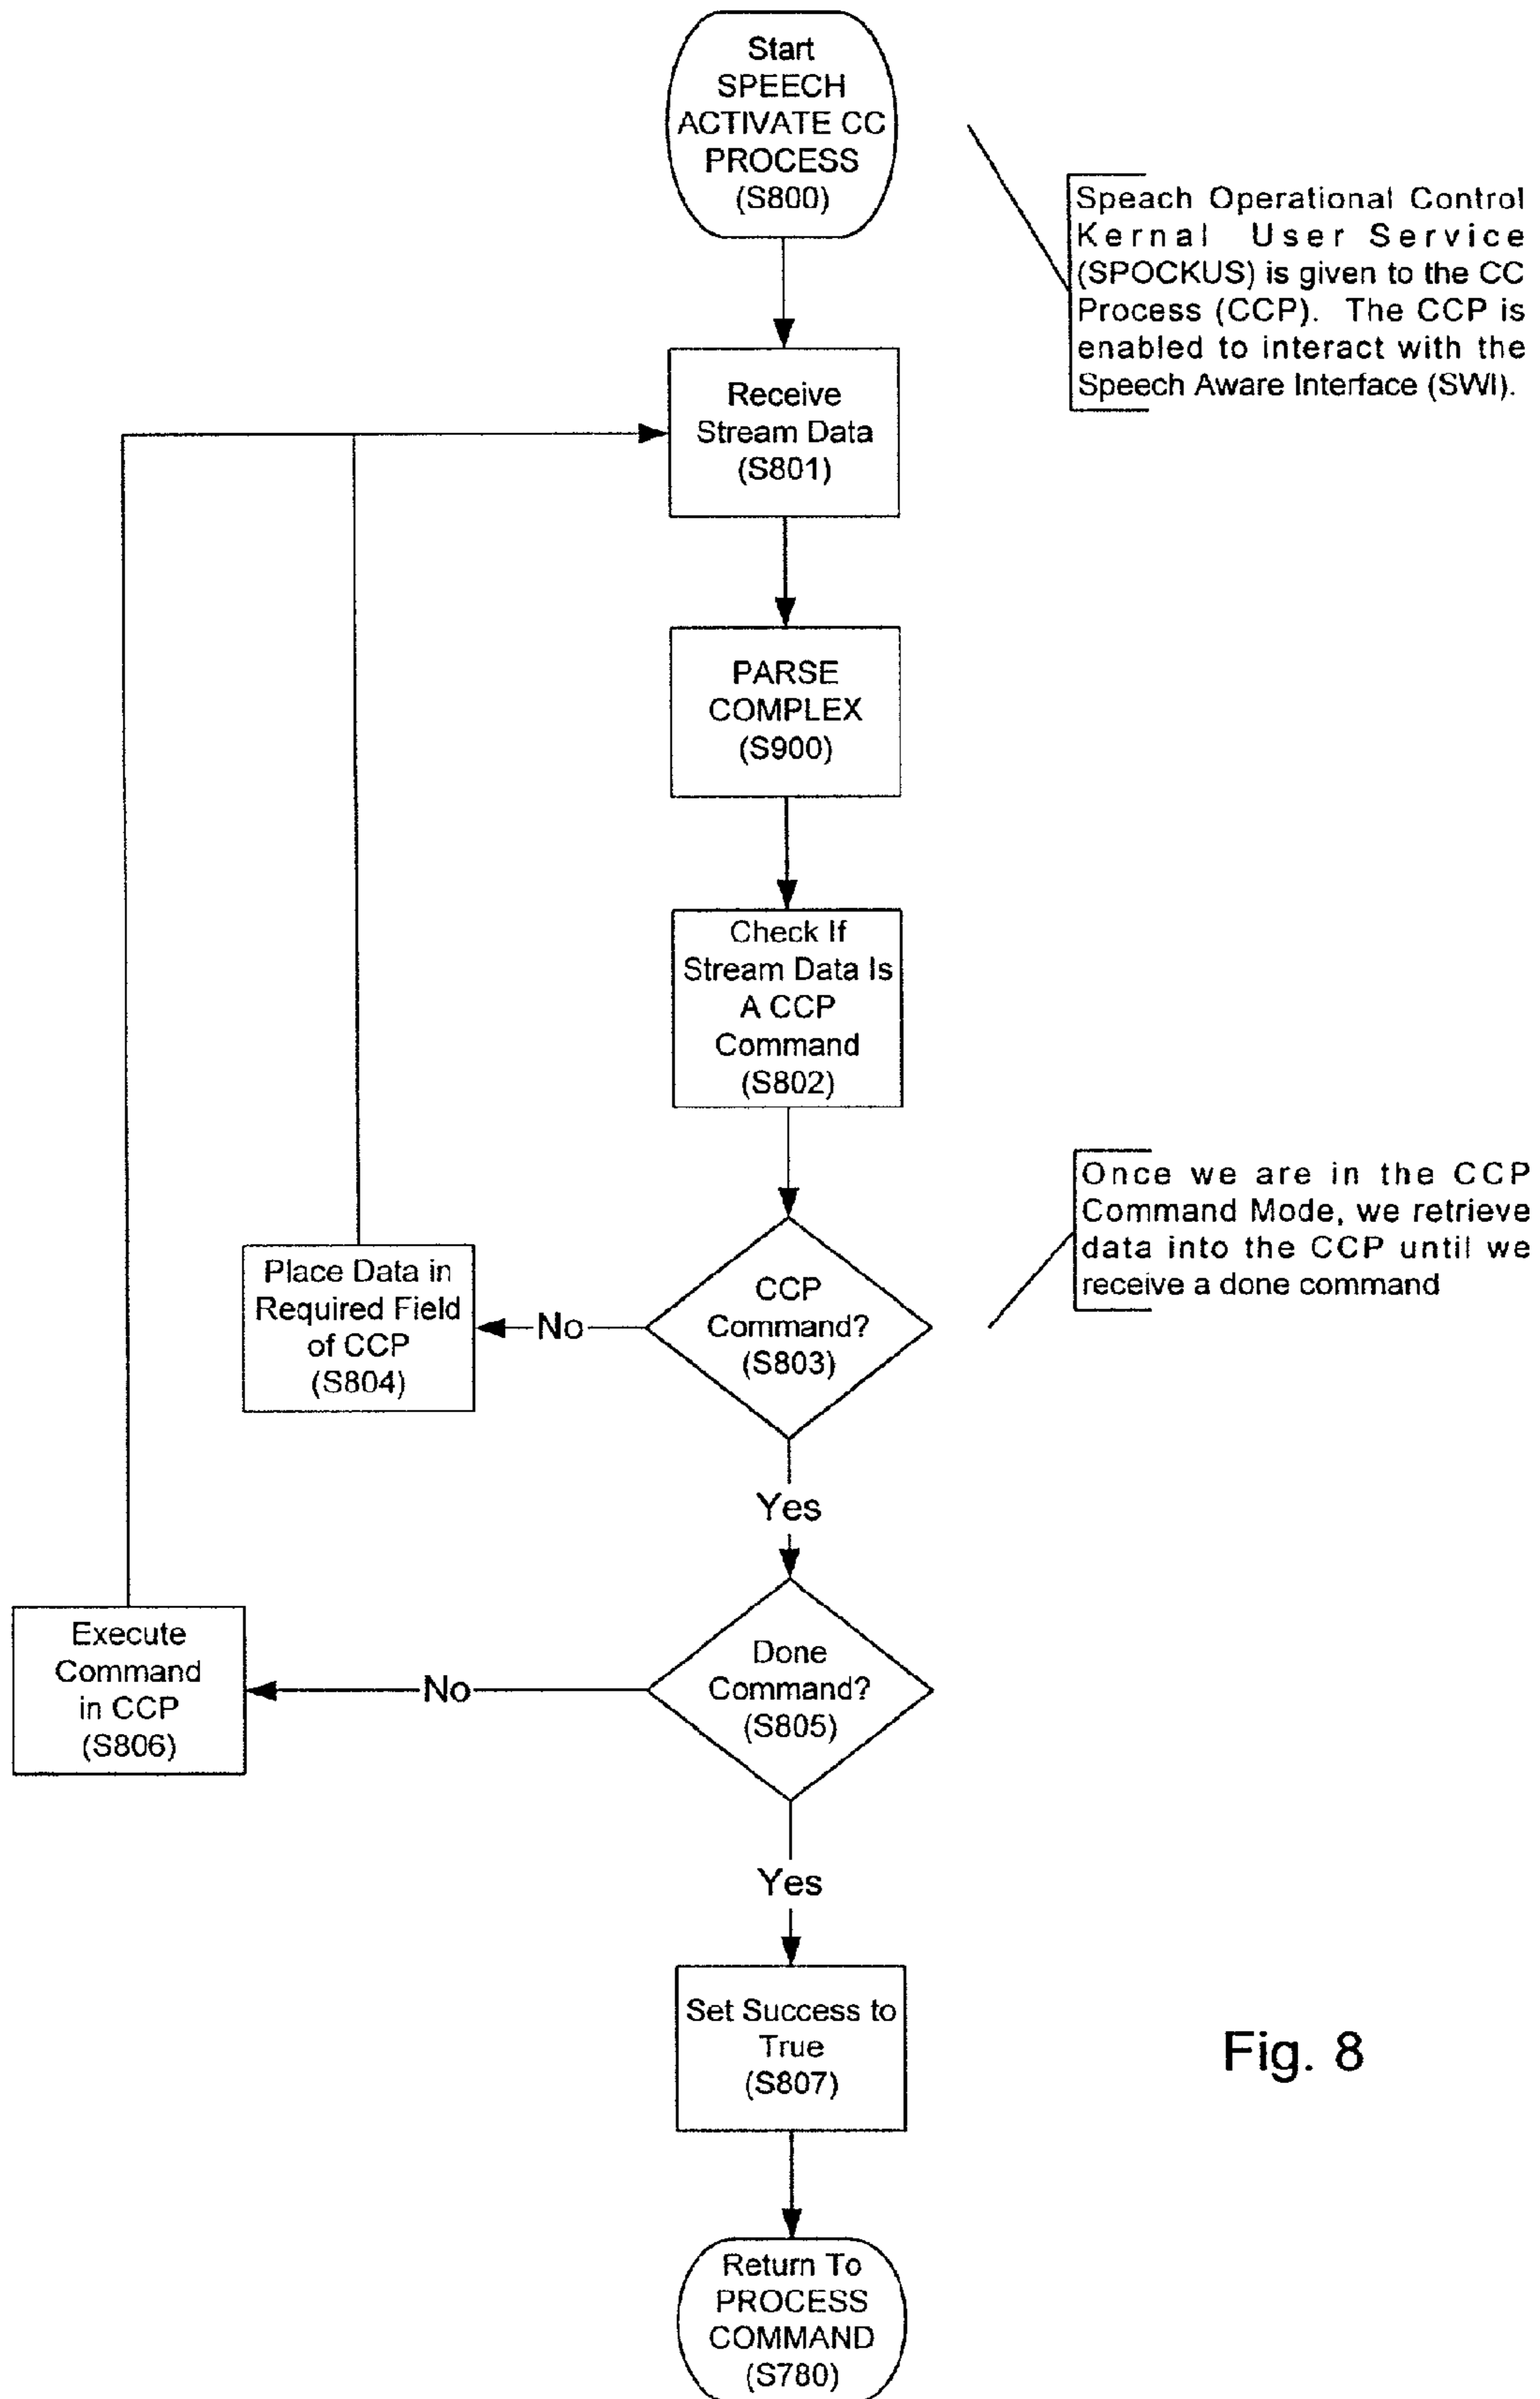 Start
SPEECH
ACTIVATE CC
PROCESS
(S800)
Speach Operational Control
Kernal User Service
(SPOCKUS) is given to the CC
Process (CCP). The CCP is
enabled to interact with the
Speech Aware Interface (SWI).
Receive
Stream Data
(S801)
PARSE
COMPLEX
(S900)
Check If
Stream Data Is
A CCP
Command
(S802)
Once we are in the CCP
Command Mode, we retrieve
data into the CCP until we
receive a done command
CCP
Command?
(S803)
No
Place Data in
Required Field
of CCP
(S804)
Yes
Done
Command?
(S805)
No
Execute
Command
in CCP
(S806)
Yes
Set Success to
True
(S807)
Fig. 8
Return To
PROCESS
COMMAND
(S780)